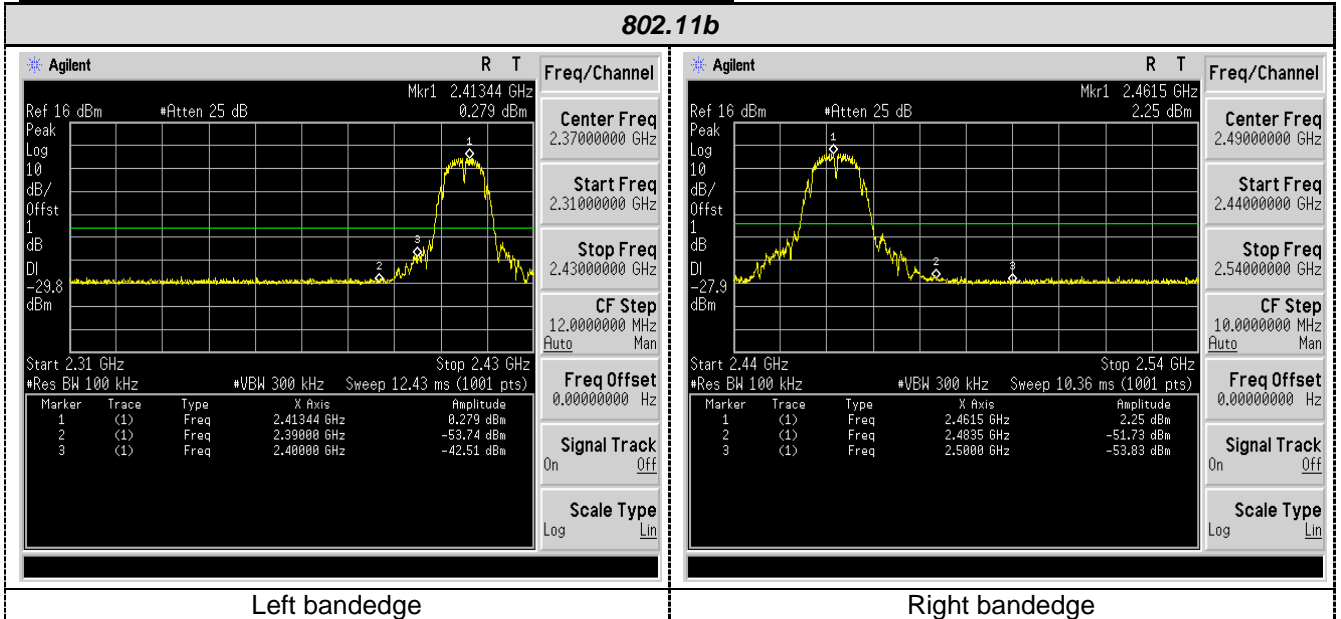 802.11b
Agilent R T
Mkr1 2.41344 GHz
Ref 16 dBm #Atten 25 dB 0.279 dBm
Peak
Log
10
dB/
Offst
1
dB
DI
-29.8
dBm
1
2
3
Start 2.31 GHz Stop 2.43 GHz
#Res BW 100 kHz #VBW 300 kHz Sweep 12.43 ms (1001 pts)
Marker Trace Type X Axis Amplitude
1 (1) Freq 2.41344 GHz 0.279 dBm
2 (1) Freq 2.39000 GHz -53.74 dBm
3 (1) Freq 2.40000 GHz -42.51 dBm
Freq/Channel
Center Freq
2.37000000 GHz
Start Freq
2.31000000 GHz
Stop Freq
2.43000000 GHz
CF Step
12.0000000 MHz
Auto Man
Freq Offset
0.00000000 Hz
Signal Track
On Off
Scale Type
Log Lin
Agilent R T
Mkr1 2.4615 GHz
Ref 16 dBm #Atten 25 dB 2.25 dBm
Peak
Log
10
dB/
Offst
1
dB
DI
-27.9
dBm
1
2
3
Start 2.44 GHz Stop 2.54 GHz
#Res BW 100 kHz #VBW 300 kHz Sweep 10.36 ms (1001 pts)
Marker Trace Type X Axis Amplitude
1 (1) Freq 2.4615 GHz 2.25 dBm
2 (1) Freq 2.4835 GHz -51.73 dBm
3 (1) Freq 2.5000 GHz -53.83 dBm
Freq/Channel
Center Freq
2.49000000 GHz
Start Freq
2.44000000 GHz
Stop Freq
2.54000000 GHz
CF Step
10.0000000 MHz
Auto Man
Freq Offset
0.00000000 Hz
Signal Track
On Off
Scale Type
Log Lin
Left bandedge Right bandedge